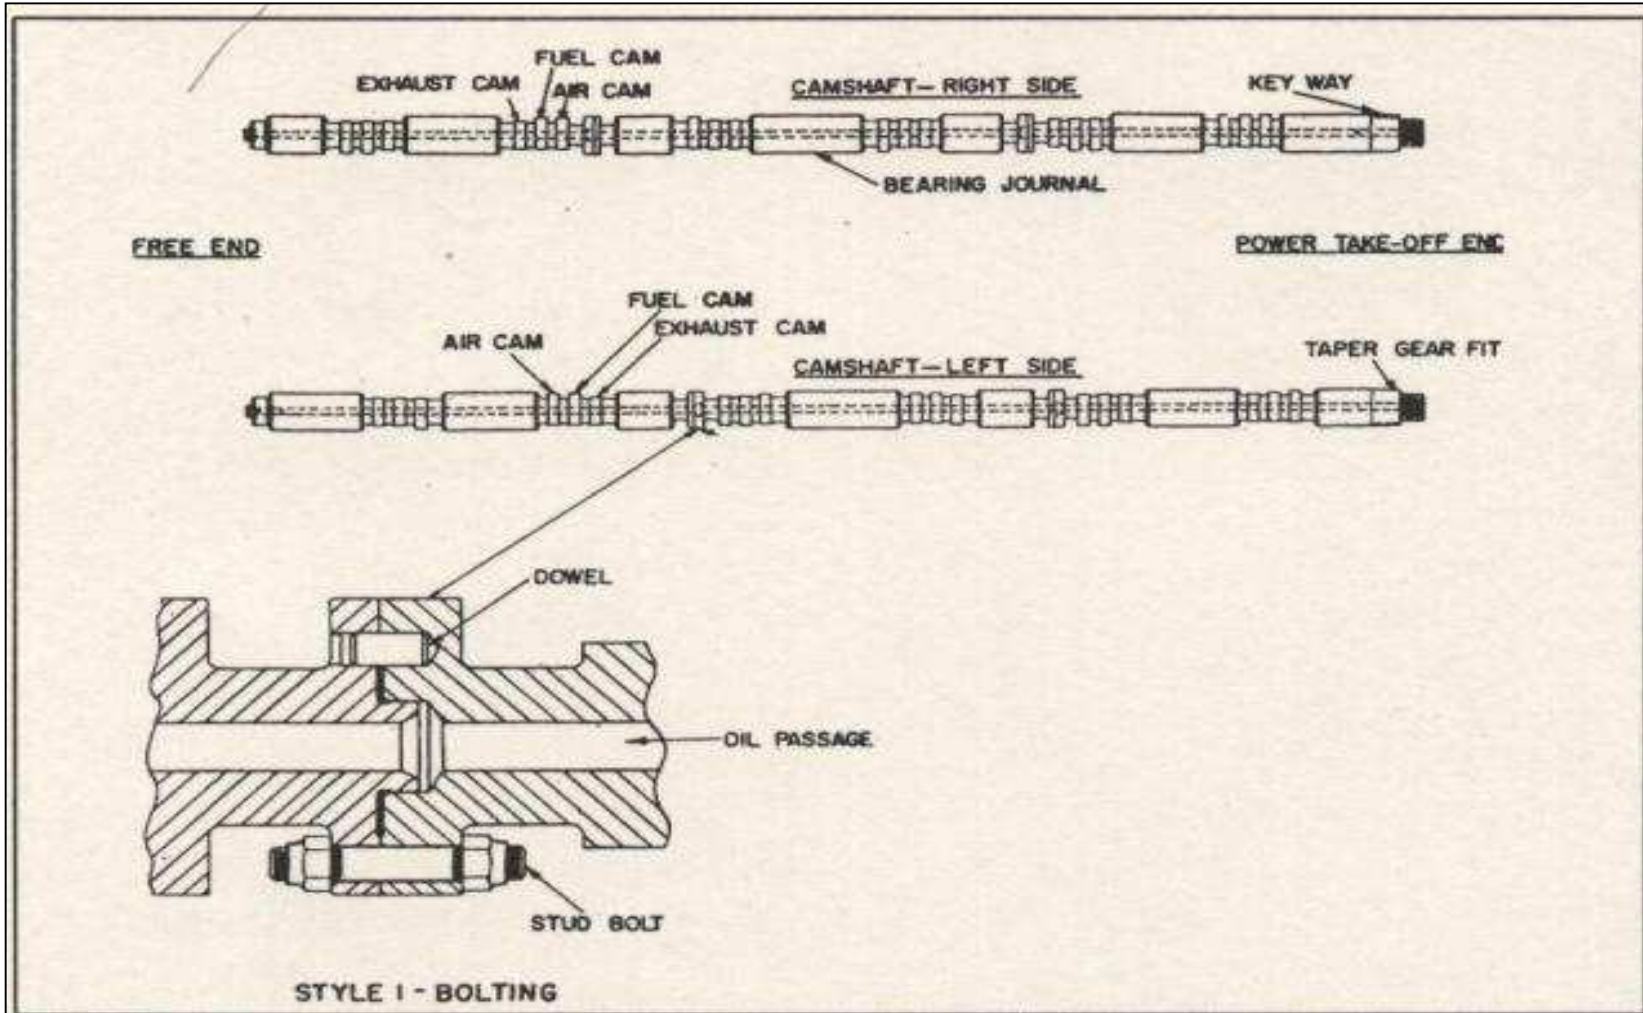 FUEL CAM
EXHAUST CAM
AIR CAM
CAMSHAFT—RIGHT SIDE
KEY WAY
BEARING JOURNAL
FREE END
POWER TAKE-OFF END
FUEL CAM
EXHAUST CAM
AIR CAM
CAMSHAFT—LEFT SIDE
TAPER GEAR FIT
DOWEL
OIL PASSAGE
STUD BOLT
STYLE 1 - BOLTING